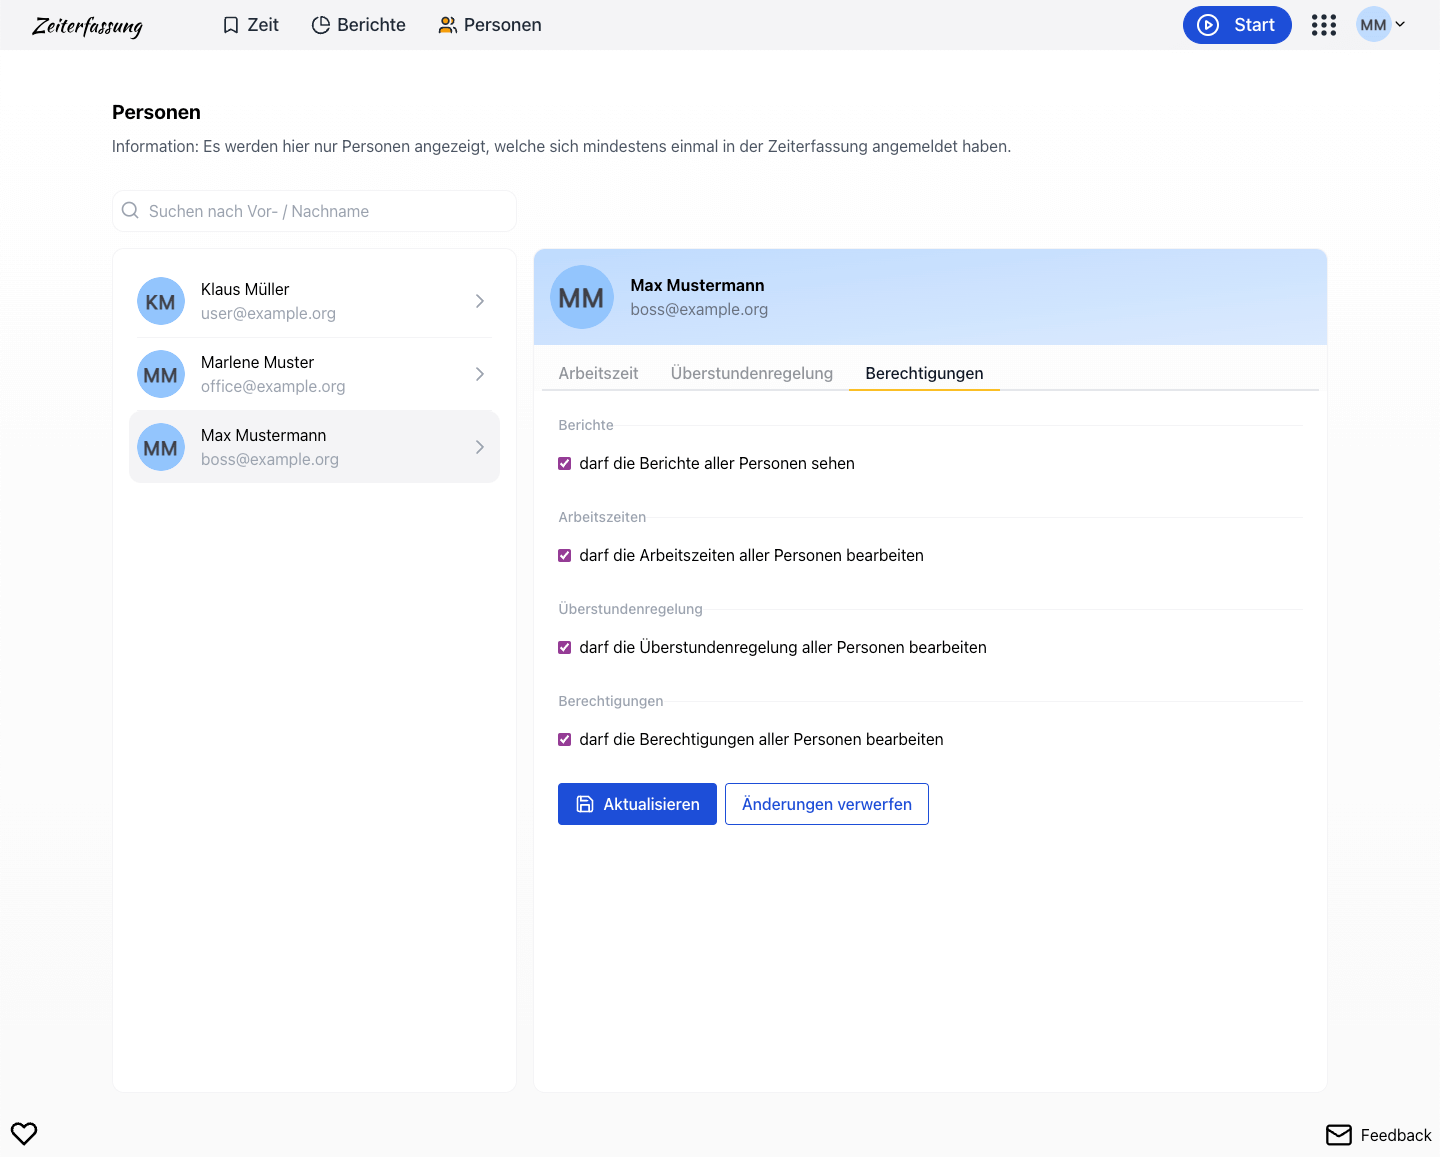 Zeiterfassung
Zeit
Berichte
Personen
Start
MM
Personen
Information: Es werden hier nur Personen angezeigt, welche sich mindestens einmal in der Zeiterfassung angemeldet haben.
Suchen nach Vor- / Nachname
KM
Klaus Müller
user@example.org
MM
Marlene Muster
office@example.org
MM
Max Mustermann
boss@example.org
MM
Max Mustermann
boss@example.org
Arbeitszeit
Überstundenregelung
Berechtigungen
Berichte
darf die Berichte aller Personen sehen
Arbeitszeiten
darf die Arbeitszeiten aller Personen bearbeiten
Überstundenregelung
darf die Überstundenregelung aller Personen bearbeiten
Berechtigungen
darf die Berechtigungen aller Personen bearbeiten
Aktualisieren
Änderungen verwerfen
Feedback